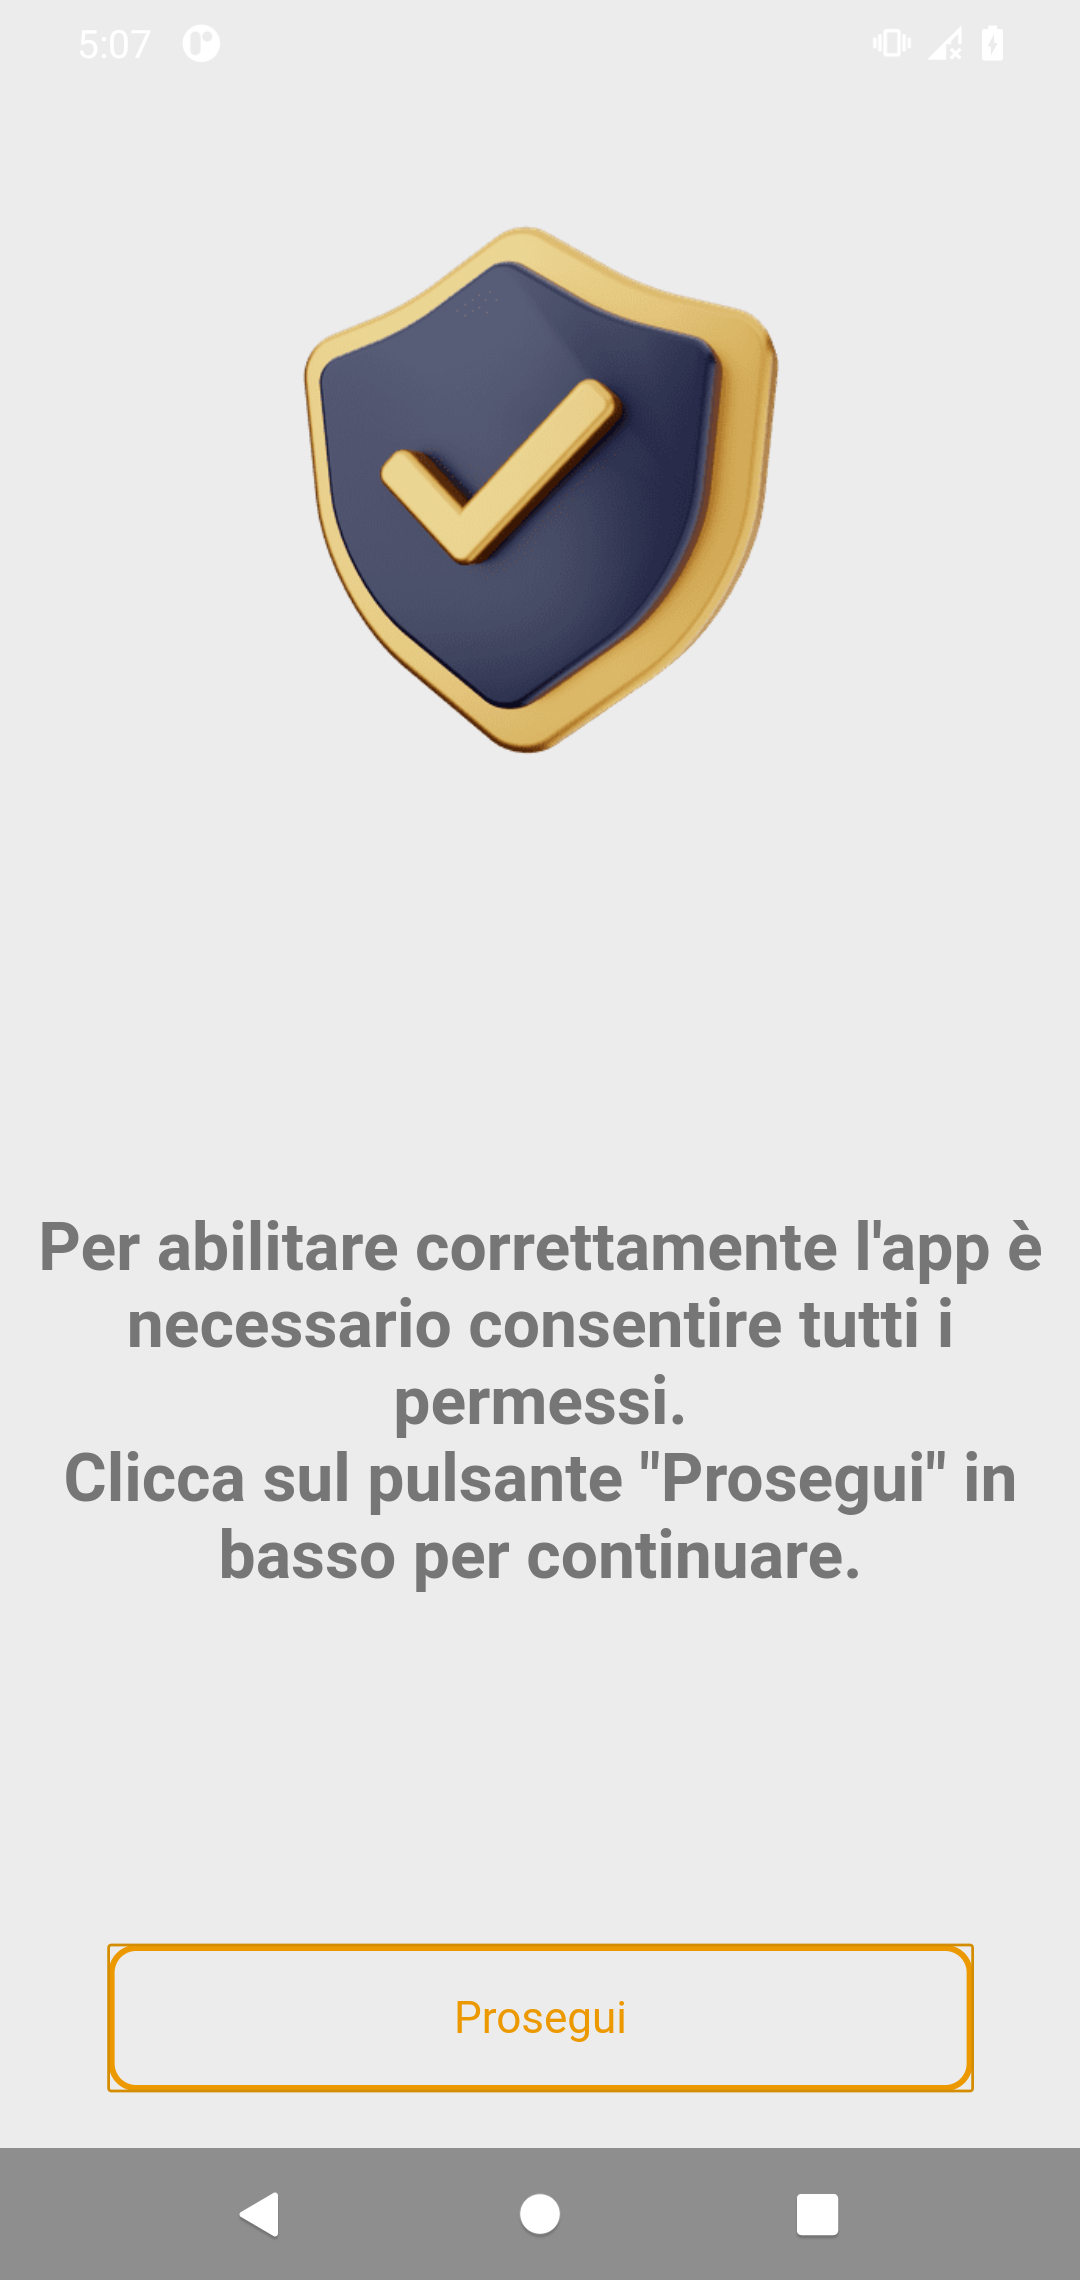 5:07
Per abilitare correttamente l'app è
necessario consentire tutti i
permessi.
Clicca sul pulsante "Prosegui" in
basso per continuare.
Prosegui